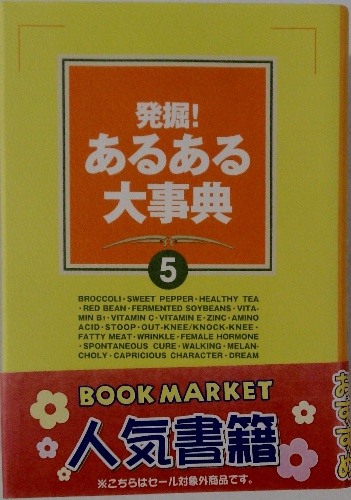 発掘!
あるある
大事典
5
BROCCOLI・SWEET PEPPER・HEALTHY TEA
・RED BEAN・FERMENTED SOYBEANS・VITA-
MIN B1・VITAMIN C・VITAMIN E・ZINC・AMINO
ACID・STOOP・OUT-KNEE/KNOCK-KNEE・
FATTY MEAT・WRINKLE・FEMALE HORMONE
・SPONTANEOUS CURE・WALKING・MELAN-
CHOLY・CAPRICIOUS CHARACTER・DREAM
BOOK MARKET
人気書籍
※こちらはセール対象外商品です。
おすすめ